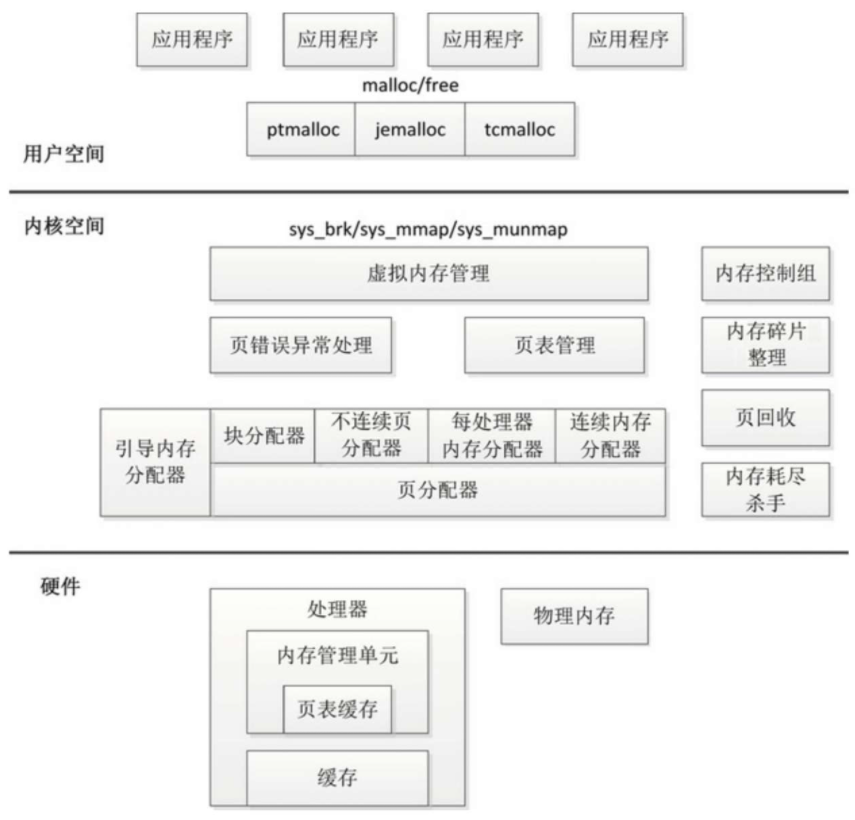 应用程序 应用程序 应用程序 应用程序
malloc/free
ptmalloc jemalloc tcmalloc
用户空间
内核空间
sys_brk/sys_mmap/sys_munmap
虚拟内存管理
内存控制组
页错误异常处理
页表管理
内存碎片
整理
引导内存
分配器
块分配器
不连续页
分配器
每处理器
内存分配器
连续内存
分配器
页分配器
页回收
内存耗尽
杀手
硬件
处理器
内存管理单元
页表缓存
缓存
物理内存